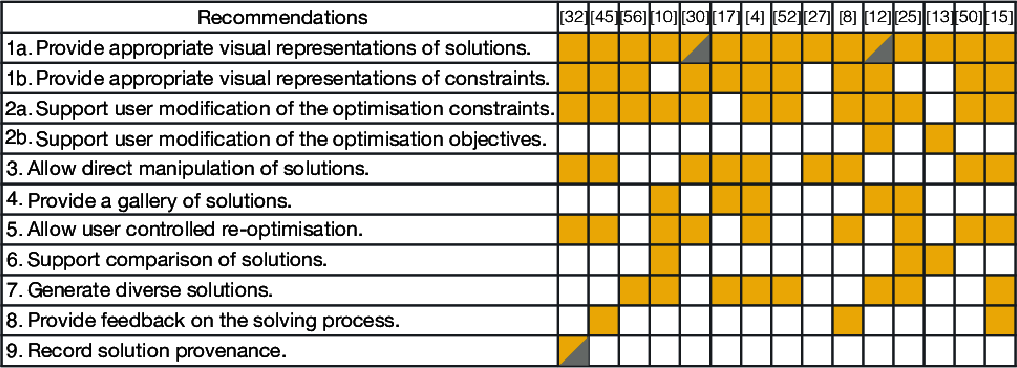 Recommendations [32] [45] [56] [10] [30] [17] [4] [52] [27] [8] [12] [25] [13] [50] [15]
1a. Provide appropriate visual representations of solutions.
1b. Provide appropriate visual representations of constraints.
2a. Support user modification of the optimisation constraints.
2b. Support user modification of the optimisation objectives.
3. Allow direct manipulation of solutions.
4. Provide a gallery of solutions.
5. Allow user controlled re-optimisation.
6. Support comparison of solutions.
7. Generate diverse solutions.
8. Provide feedback on the solving process.
9. Record solution provenance.